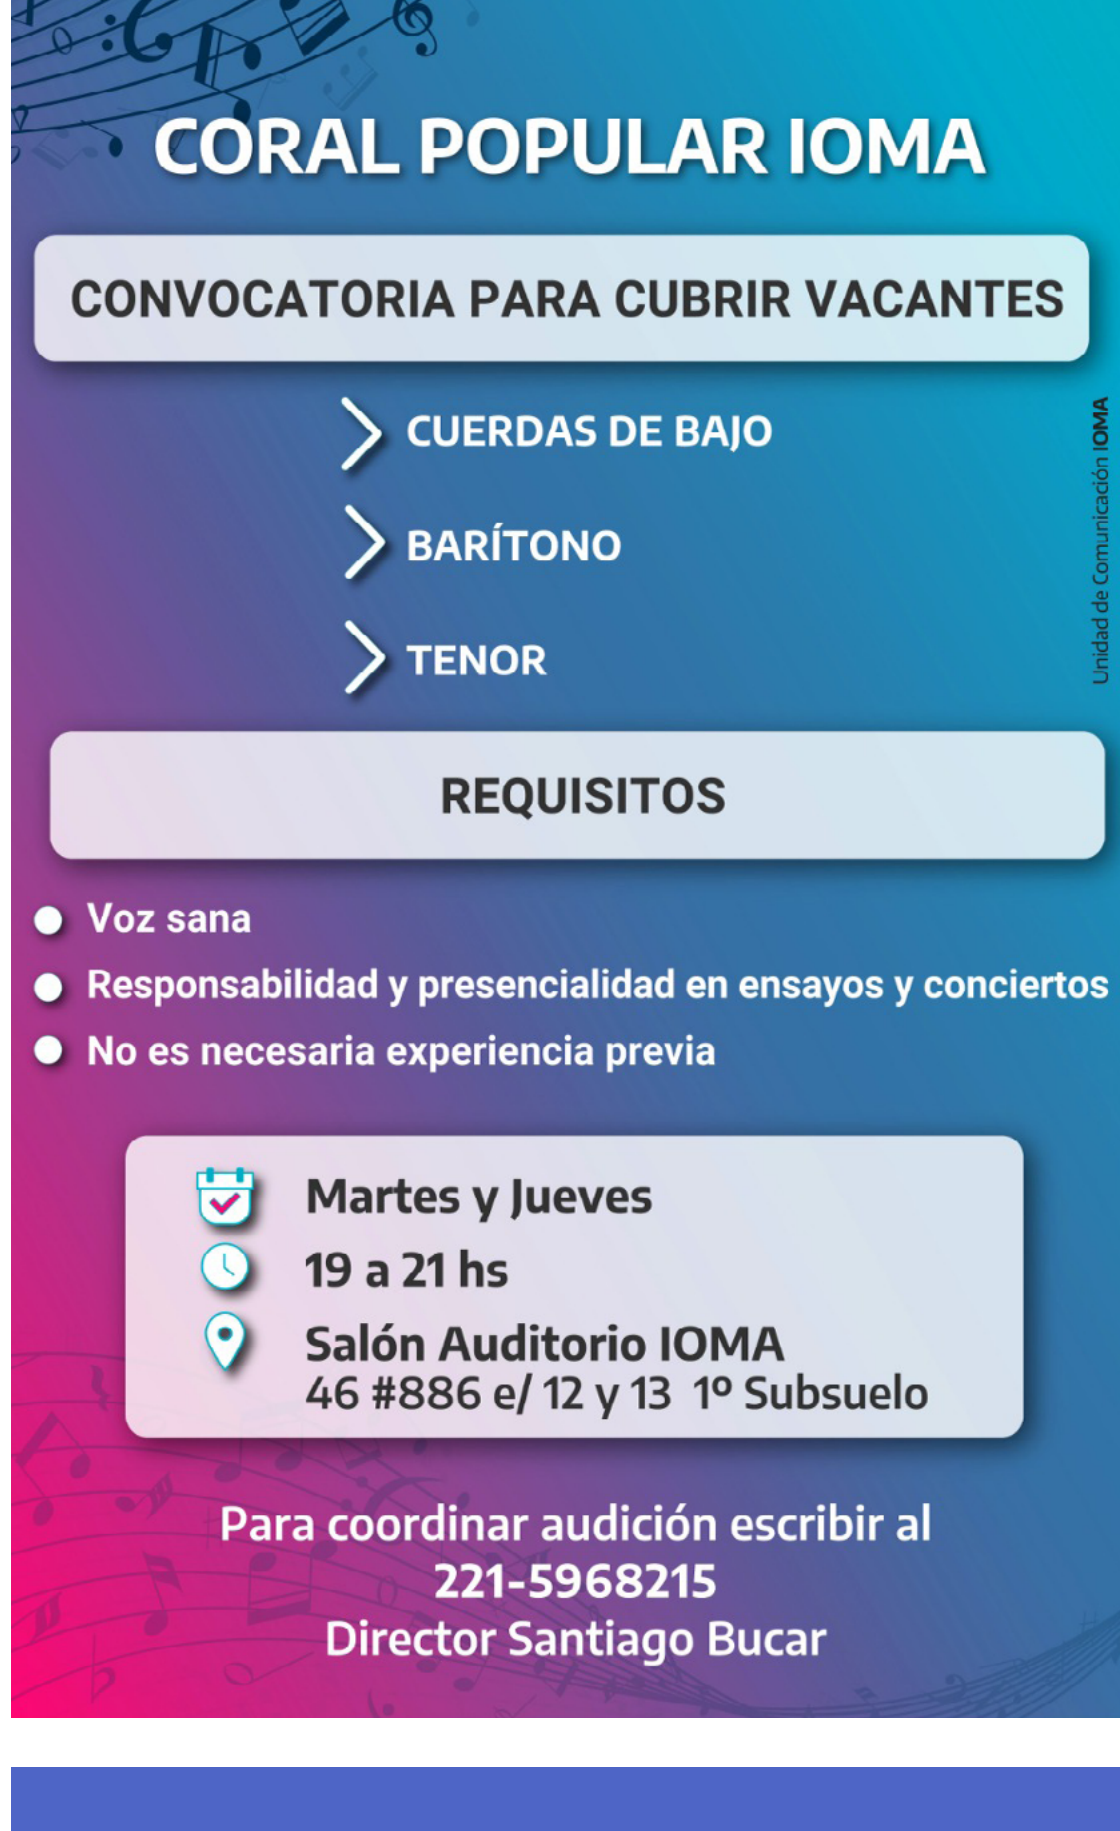 CORAL POPULAR IOMA
CONVOCATORIA PARA CUBRIR VACANTES
CUERDAS DE BAJO
BARÍTONO
TENOR
Unidad de Comunicación IOMA
REQUISITOS
Voz sana
Responsabilidad y presencialidad en ensayos y conciertos
No es necesaria experiencia previa
Martes y Jueves
19 a 21 hs
Salón Auditorio IOMA
46 #886 e/ 12 y 13 1º Subsuelo
Para coordinar audición escribir al
221-5968215
Director Santiago Bucar